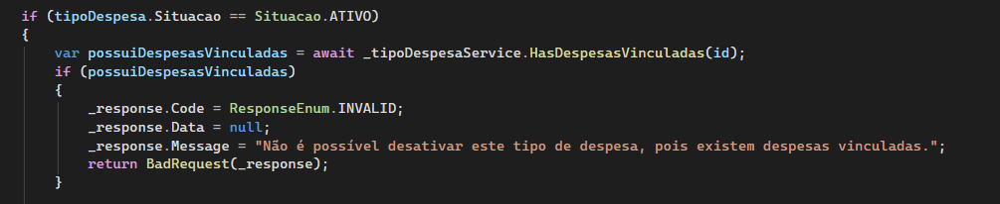 if (tipoDespesa.Situacao == Situacao.ATIVO)
{
var possuiDespesasVinculadas = await _tipoDespesaService.HasDespesasVinculadas(id);
if (possuiDespesasVinculadas)
{
_response.Code = ResponseEnum.INVALID;
_response.Data = null;
_response.Message = "Não é possível desativar este tipo de despesa, pois existem despesas vinculadas.";
return BadRequest(_response);
}